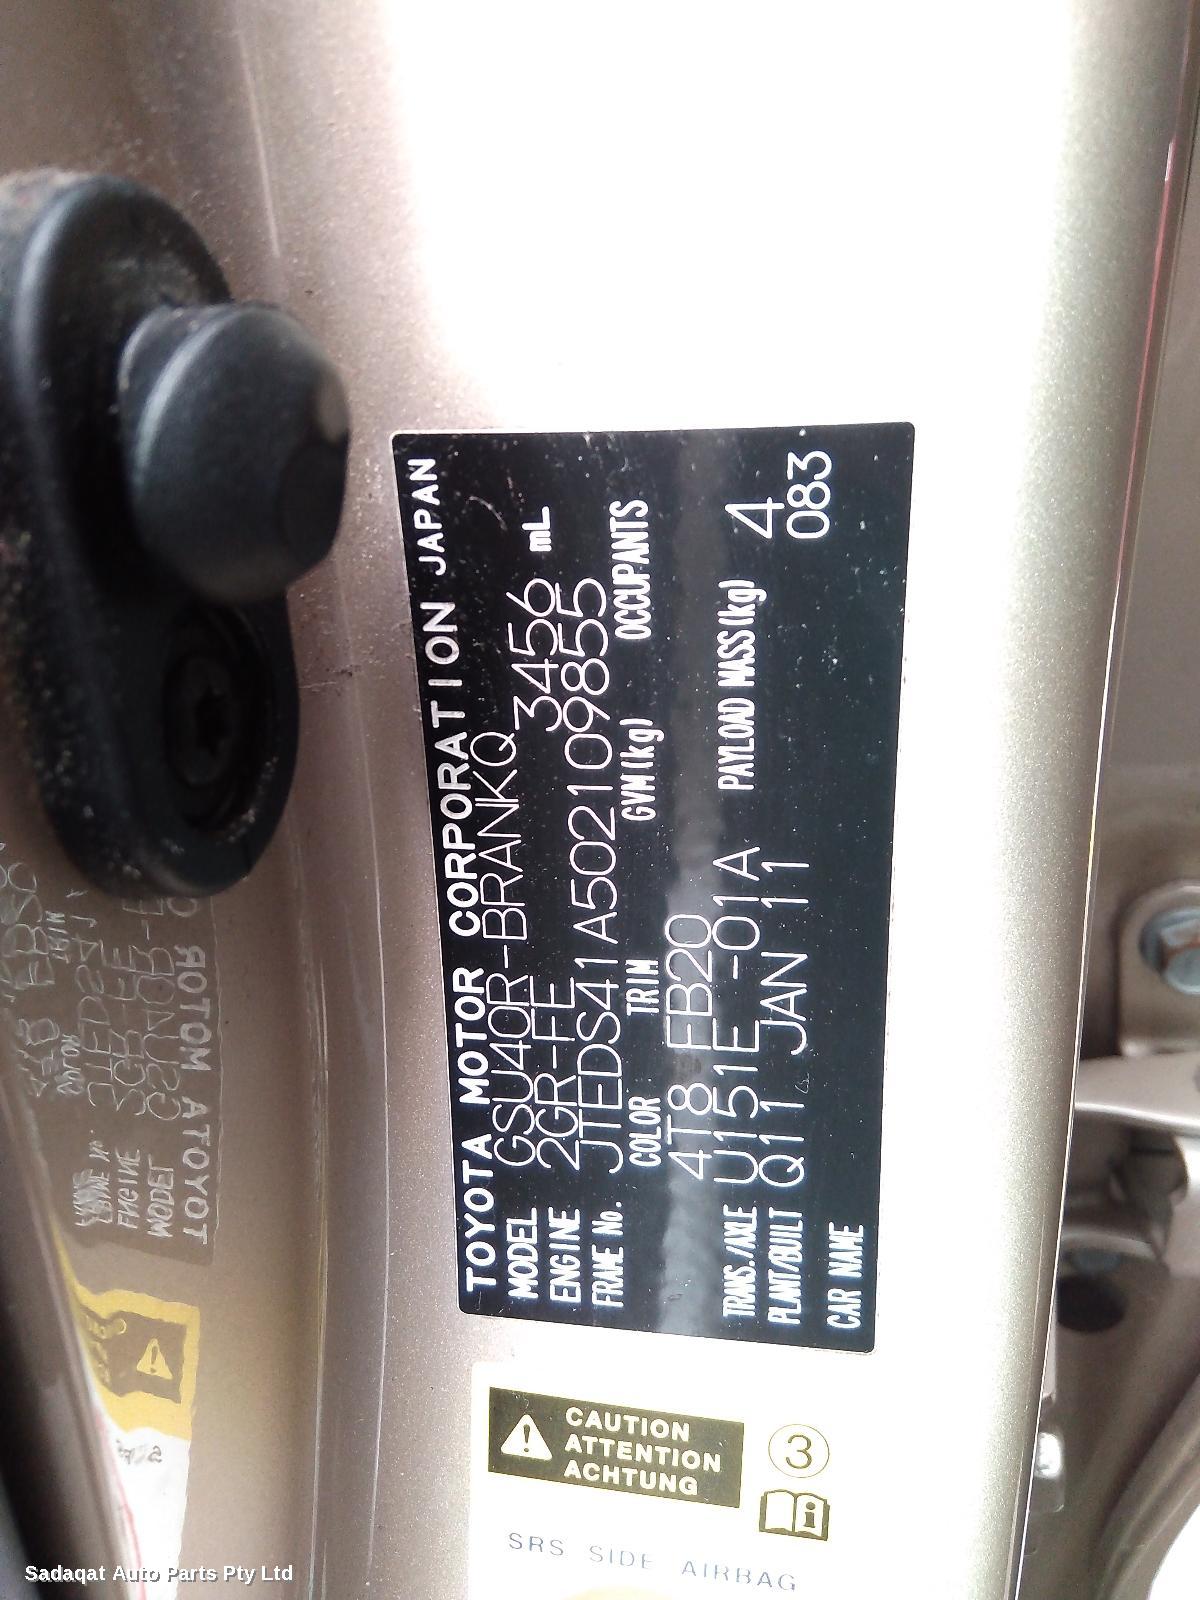 TOYOTA MOTOR CORPORATION JAPAN
MODEL GSU40R-BRANKQ
ENGINE 2GR-FE 3456 mL
FRAME No. JTEDS41A502109855
COLOR TRIM GVM(kg) OCCUPANTS
4T8 FB20
TRANS./AXLE U151E -01A PAYLOAD MASS(kg) 4
PLANT/BUILT Q11 JAN 11 083
CAR NAME
CAUTION
ATTENTION
ACHTUNG
3
SRS SIDE AIRBAG
Sadaqat Auto Parts Pty Ltd